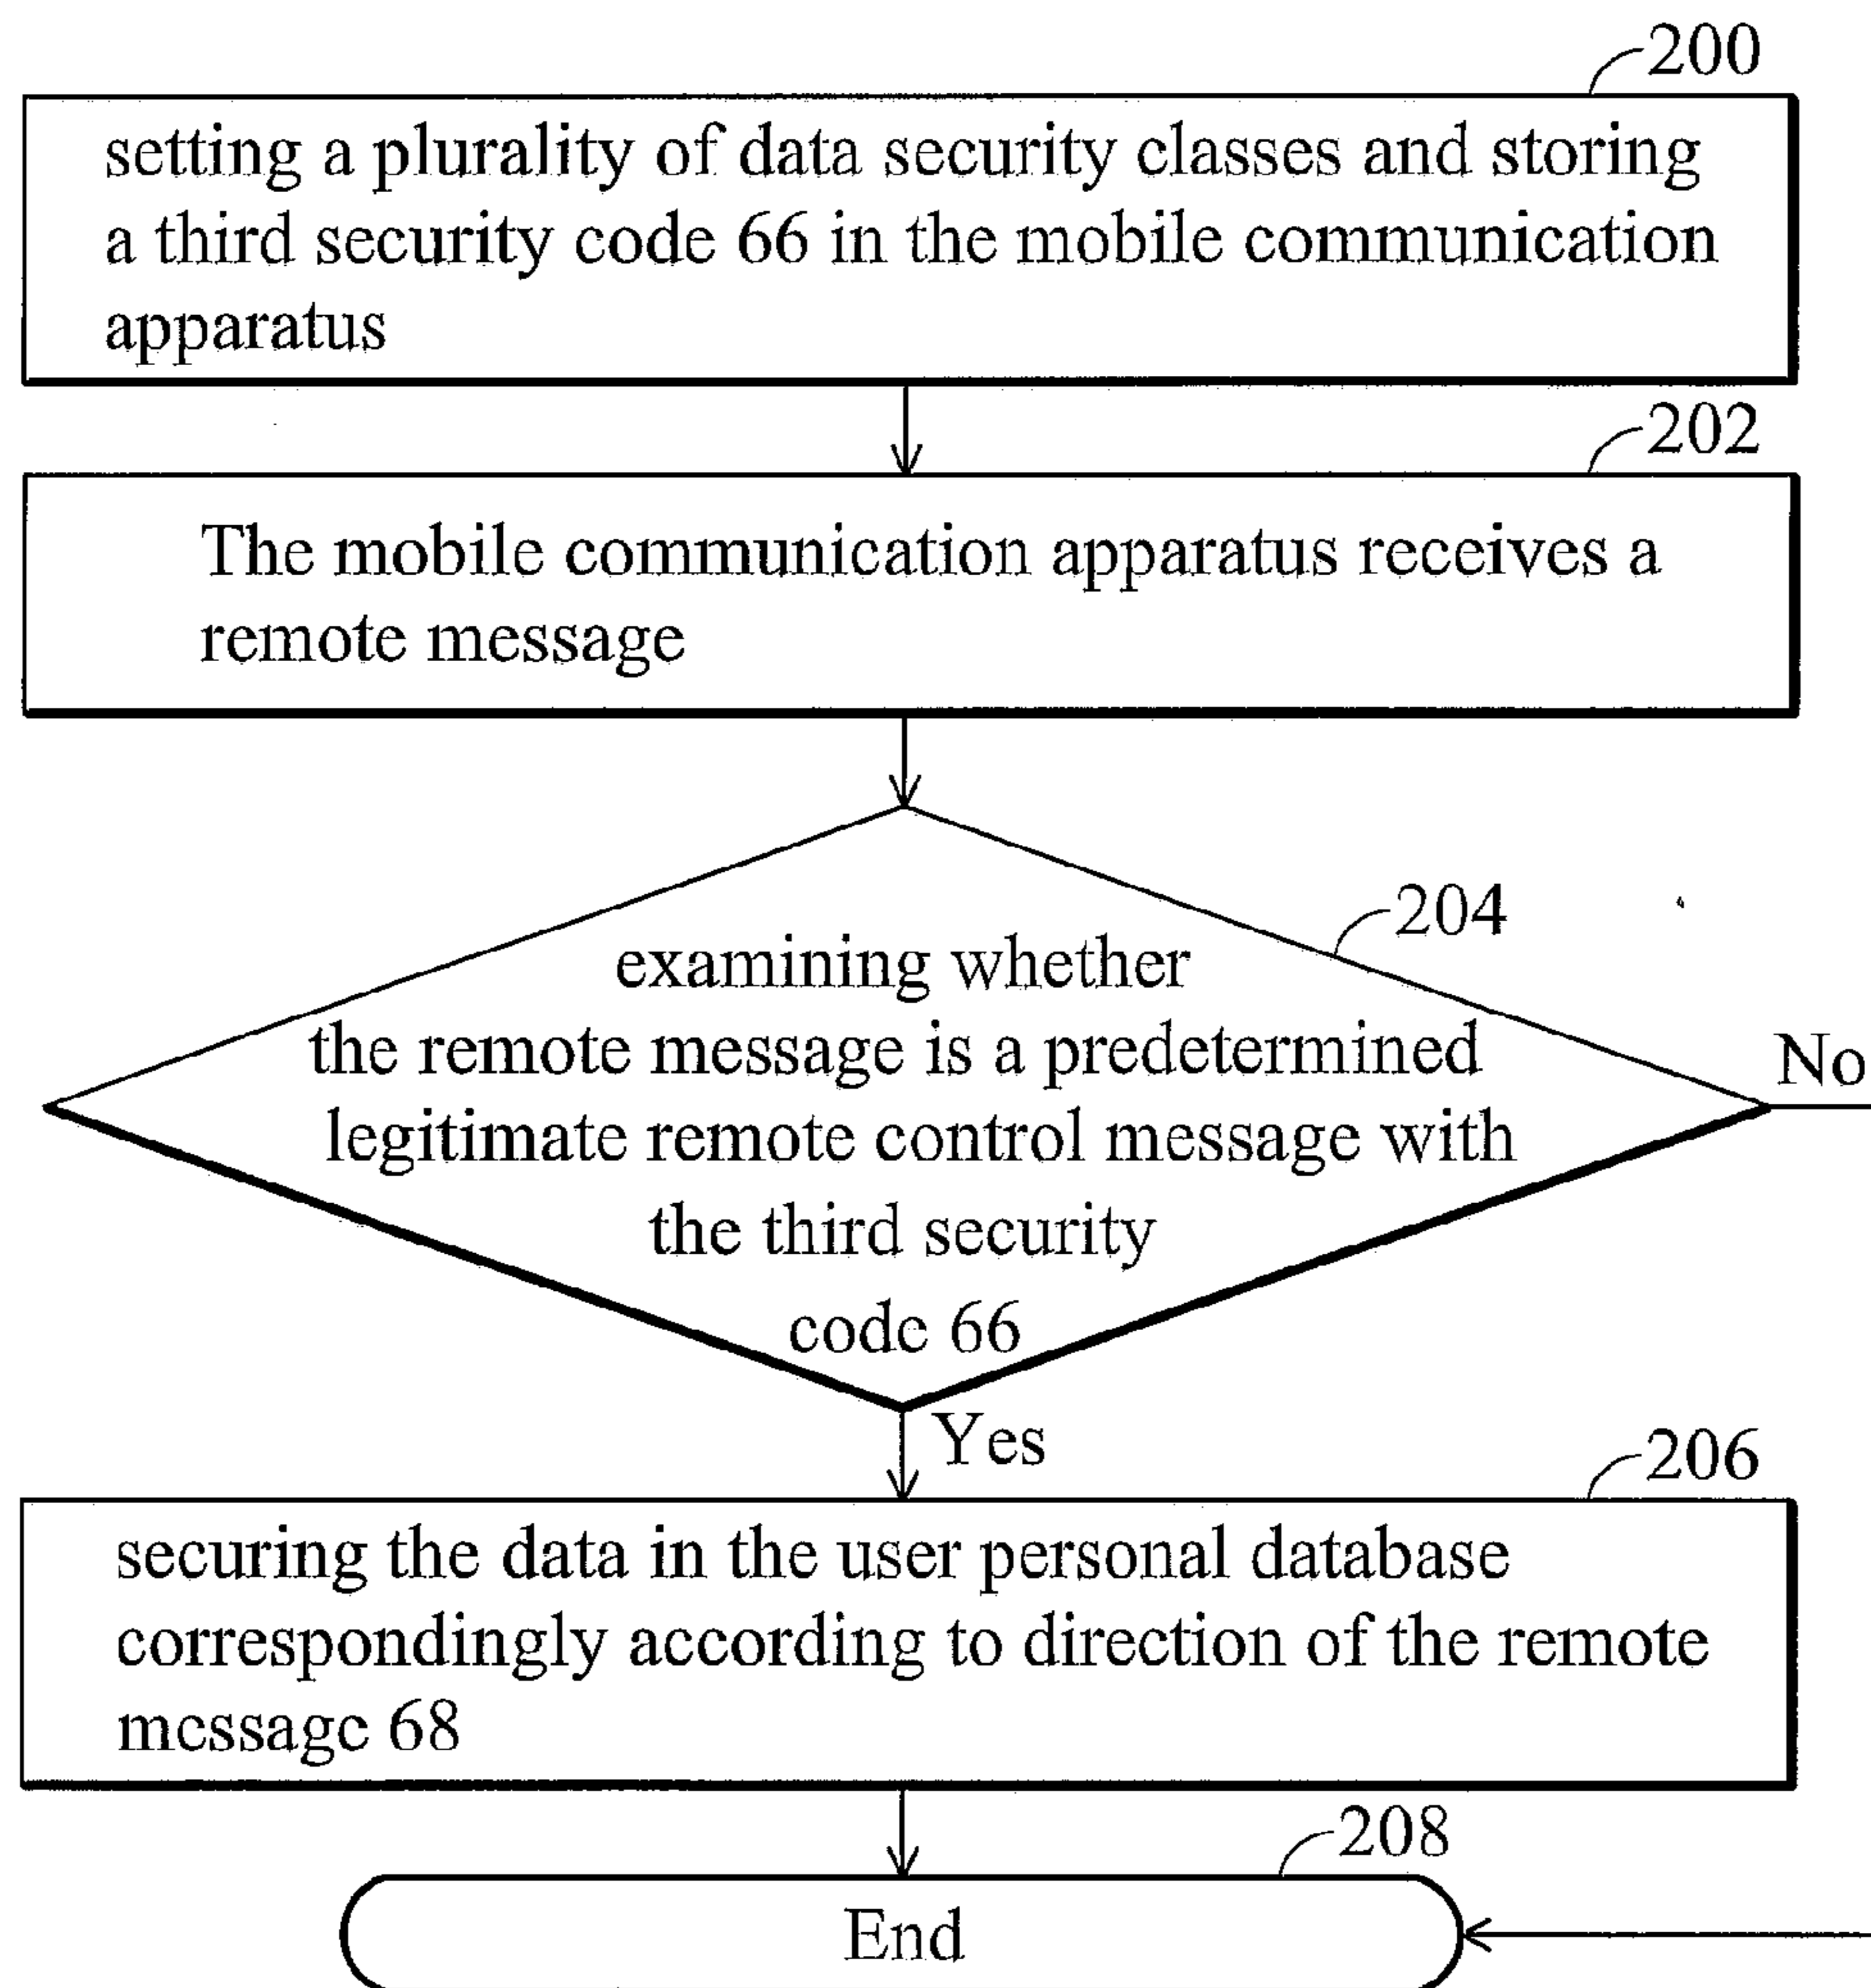 200
setting a plurality of data security classes and storing
a third security code 66 in the mobile communication
apparatus
202
The mobile communication apparatus receives a
remote message
204
examining whether
the remote message is a predetermined
legitimate remote control message with
the third security
code 66
No
Yes
206
securing the data in the user personal database
correspondingly according to direction of the remote
message 68
208
End